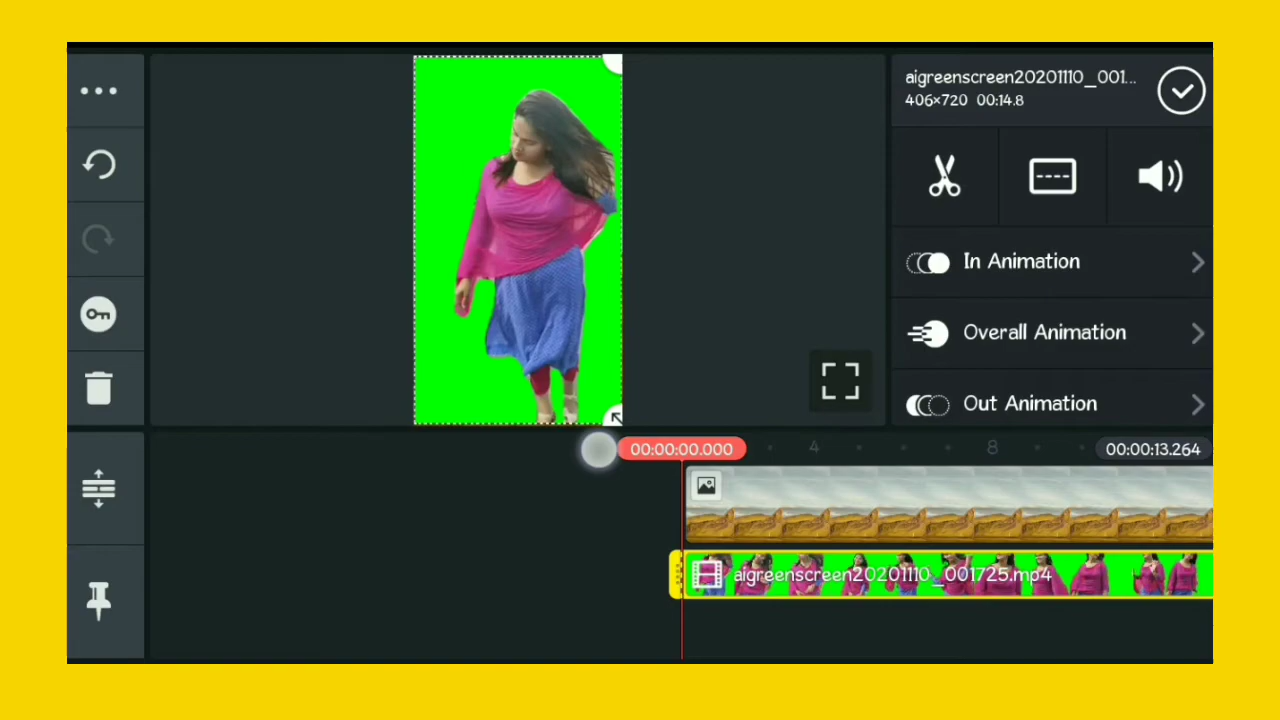 aigreenscreen20201110_001...
406×720 00:14.8
In Animation
Overall Animation
Out Animation
00:00:00.000
4
8
00:00:13.264
aigreenscreen20201110_001725.mp4